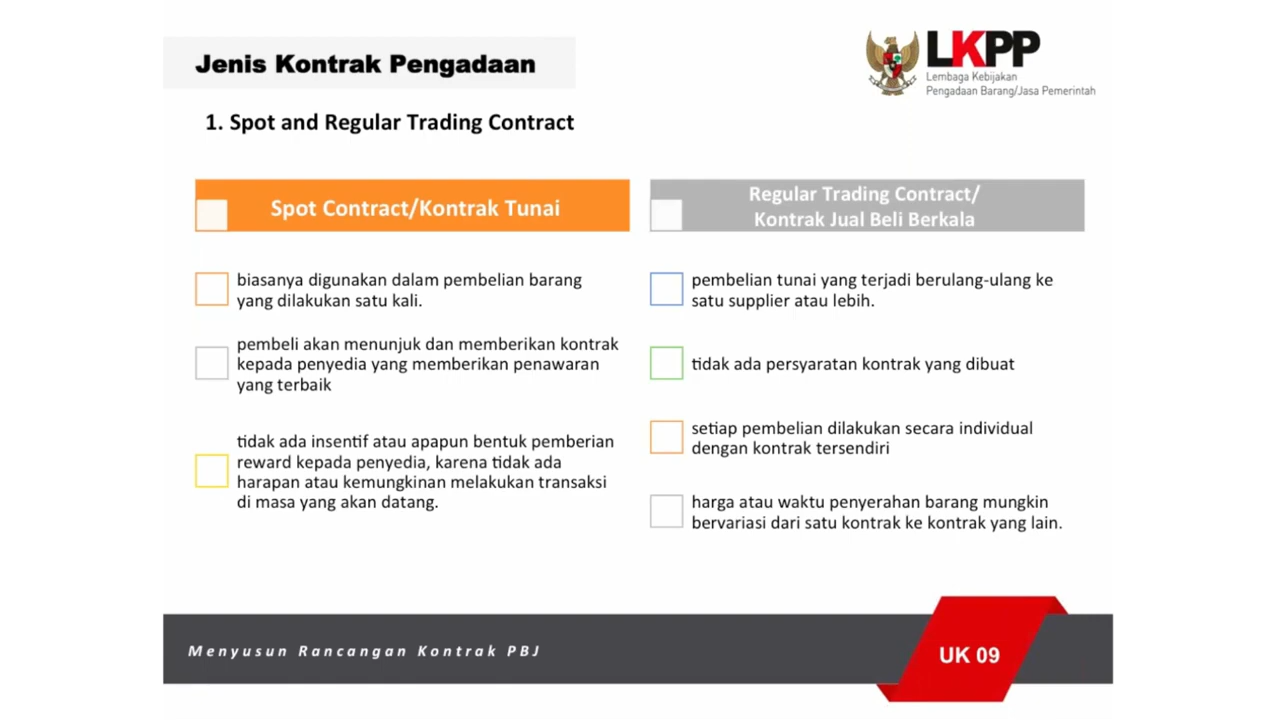 Jenis Kontrak Pengadaan
LKPP
Lembaga Kebijakan
Pengadaan Barang/Jasa Pemerintah
1. Spot and Regular Trading Contract
Spot Contract/Kontrak Tunai
biasanya digunakan dalam pembelian barang
yang dilakukan satu kali.
pembeli akan menunjuk dan memberikan kontrak
kepada penyedia yang memberikan penawaran
yang terbaik
tidak ada insentif atau apapun bentuk pemberian
reward kepada penyedia, karena tidak ada
harapan atau kemungkinan melakukan transaksi
di masa yang akan datang.
Regular Trading Contract/
Kontrak Jual Beli Berkala
pembelian tunai yang terjadi berulang-ulang ke
satu supplier atau lebih.
tidak ada persyaratan kontrak yang dibuat
setiap pembelian dilakukan secara individual
dengan kontrak tersendiri
harga atau waktu penyerahan barang mungkin
bervariasi dari satu kontrak ke kontrak yang lain.
Menyusun Rancangan Kontrak PBJ
UK 09